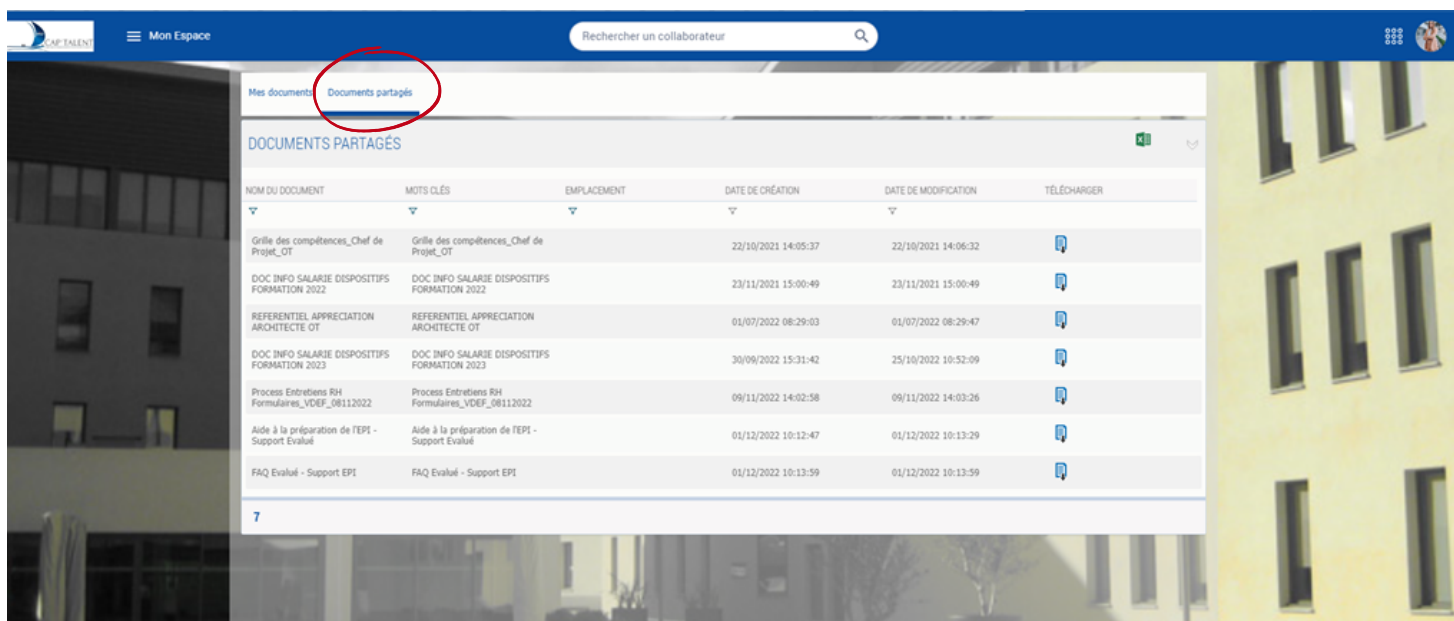 CAP TALENT
Mon Espace
Rechercher un collaborateur
Mes documents
Documents partagés
DOCUMENTS PARTAGÉS
NOM DU DOCUMENT MOTS CLÉS EMPLACEMENT DATE DE CRÉATION DATE DE MODIFICATION TÉLÉCHARGER
Grille des compétences_Chef de Grille des compétences_Chef de
Projet_OT Projet_OT 22/10/2021 14:05:37 22/10/2021 14:06:32
DOC INFO SALARIE DISPOSITIFS DOC INFO SALARIE DISPOSITIFS
FORMATION 2022 FORMATION 2022 23/11/2021 15:00:49 23/11/2021 15:00:49
REFERENTIEL APPRECIATION REFERENTIEL APPRECIATION
ARCHITECTE OT ARCHITECTE OT 01/07/2022 08:29:03 01/07/2022 08:29:47
DOC INFO SALARIE DISPOSITIFS DOC INFO SALARIE DISPOSITIFS
FORMATION 2023 FORMATION 2023 30/09/2022 15:31:42 25/10/2022 10:52:09
Process Entretiens RH Process Entretiens RH
Formulaires_VDEF_08112022 Formulaires_VDEF_08112022 09/11/2022 14:02:58 09/11/2022 14:03:26
Aide à la préparation de l'EPI - Aide à la préparation de l'EPI -
Support Evalué Support Evalué 01/12/2022 10:12:47 01/12/2022 10:13:29
FAQ Evalué - Support EPI FAQ Evalué - Support EPI 01/12/2022 10:13:59 01/12/2022 10:13:59
7